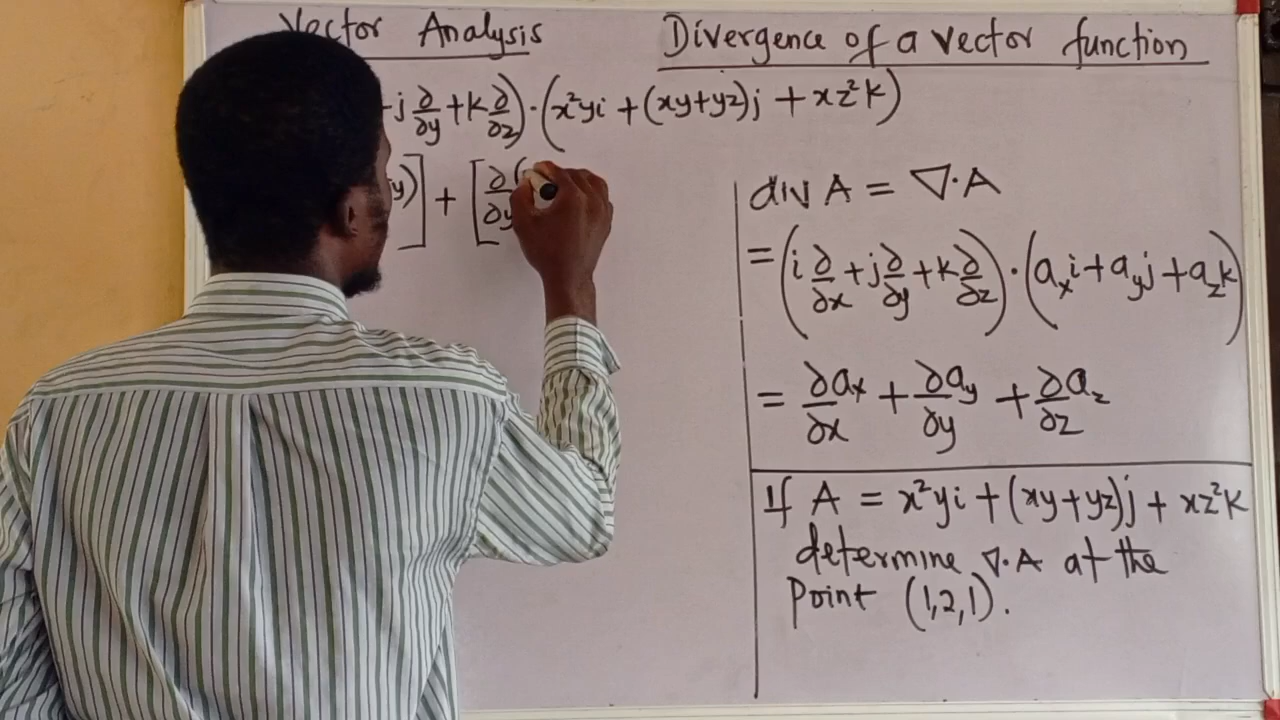 Vector Analysis
Divergence of a vector function
j ∂/∂y + k ∂/∂z) · (x²yi + (xy+yz)j + xz²k)
y)] + [∂/∂y (
div A = ∇·A
= (i ∂/∂x + j ∂/∂y + k ∂/∂z) · (aₓi + a_yj + a_zk)
= ∂aₓ/∂x + ∂a_y/∂y + ∂a_z/∂z
If A = x²yi + (xy+yz)j + xz²k
determine ∇·A at the
point (1,2,1).